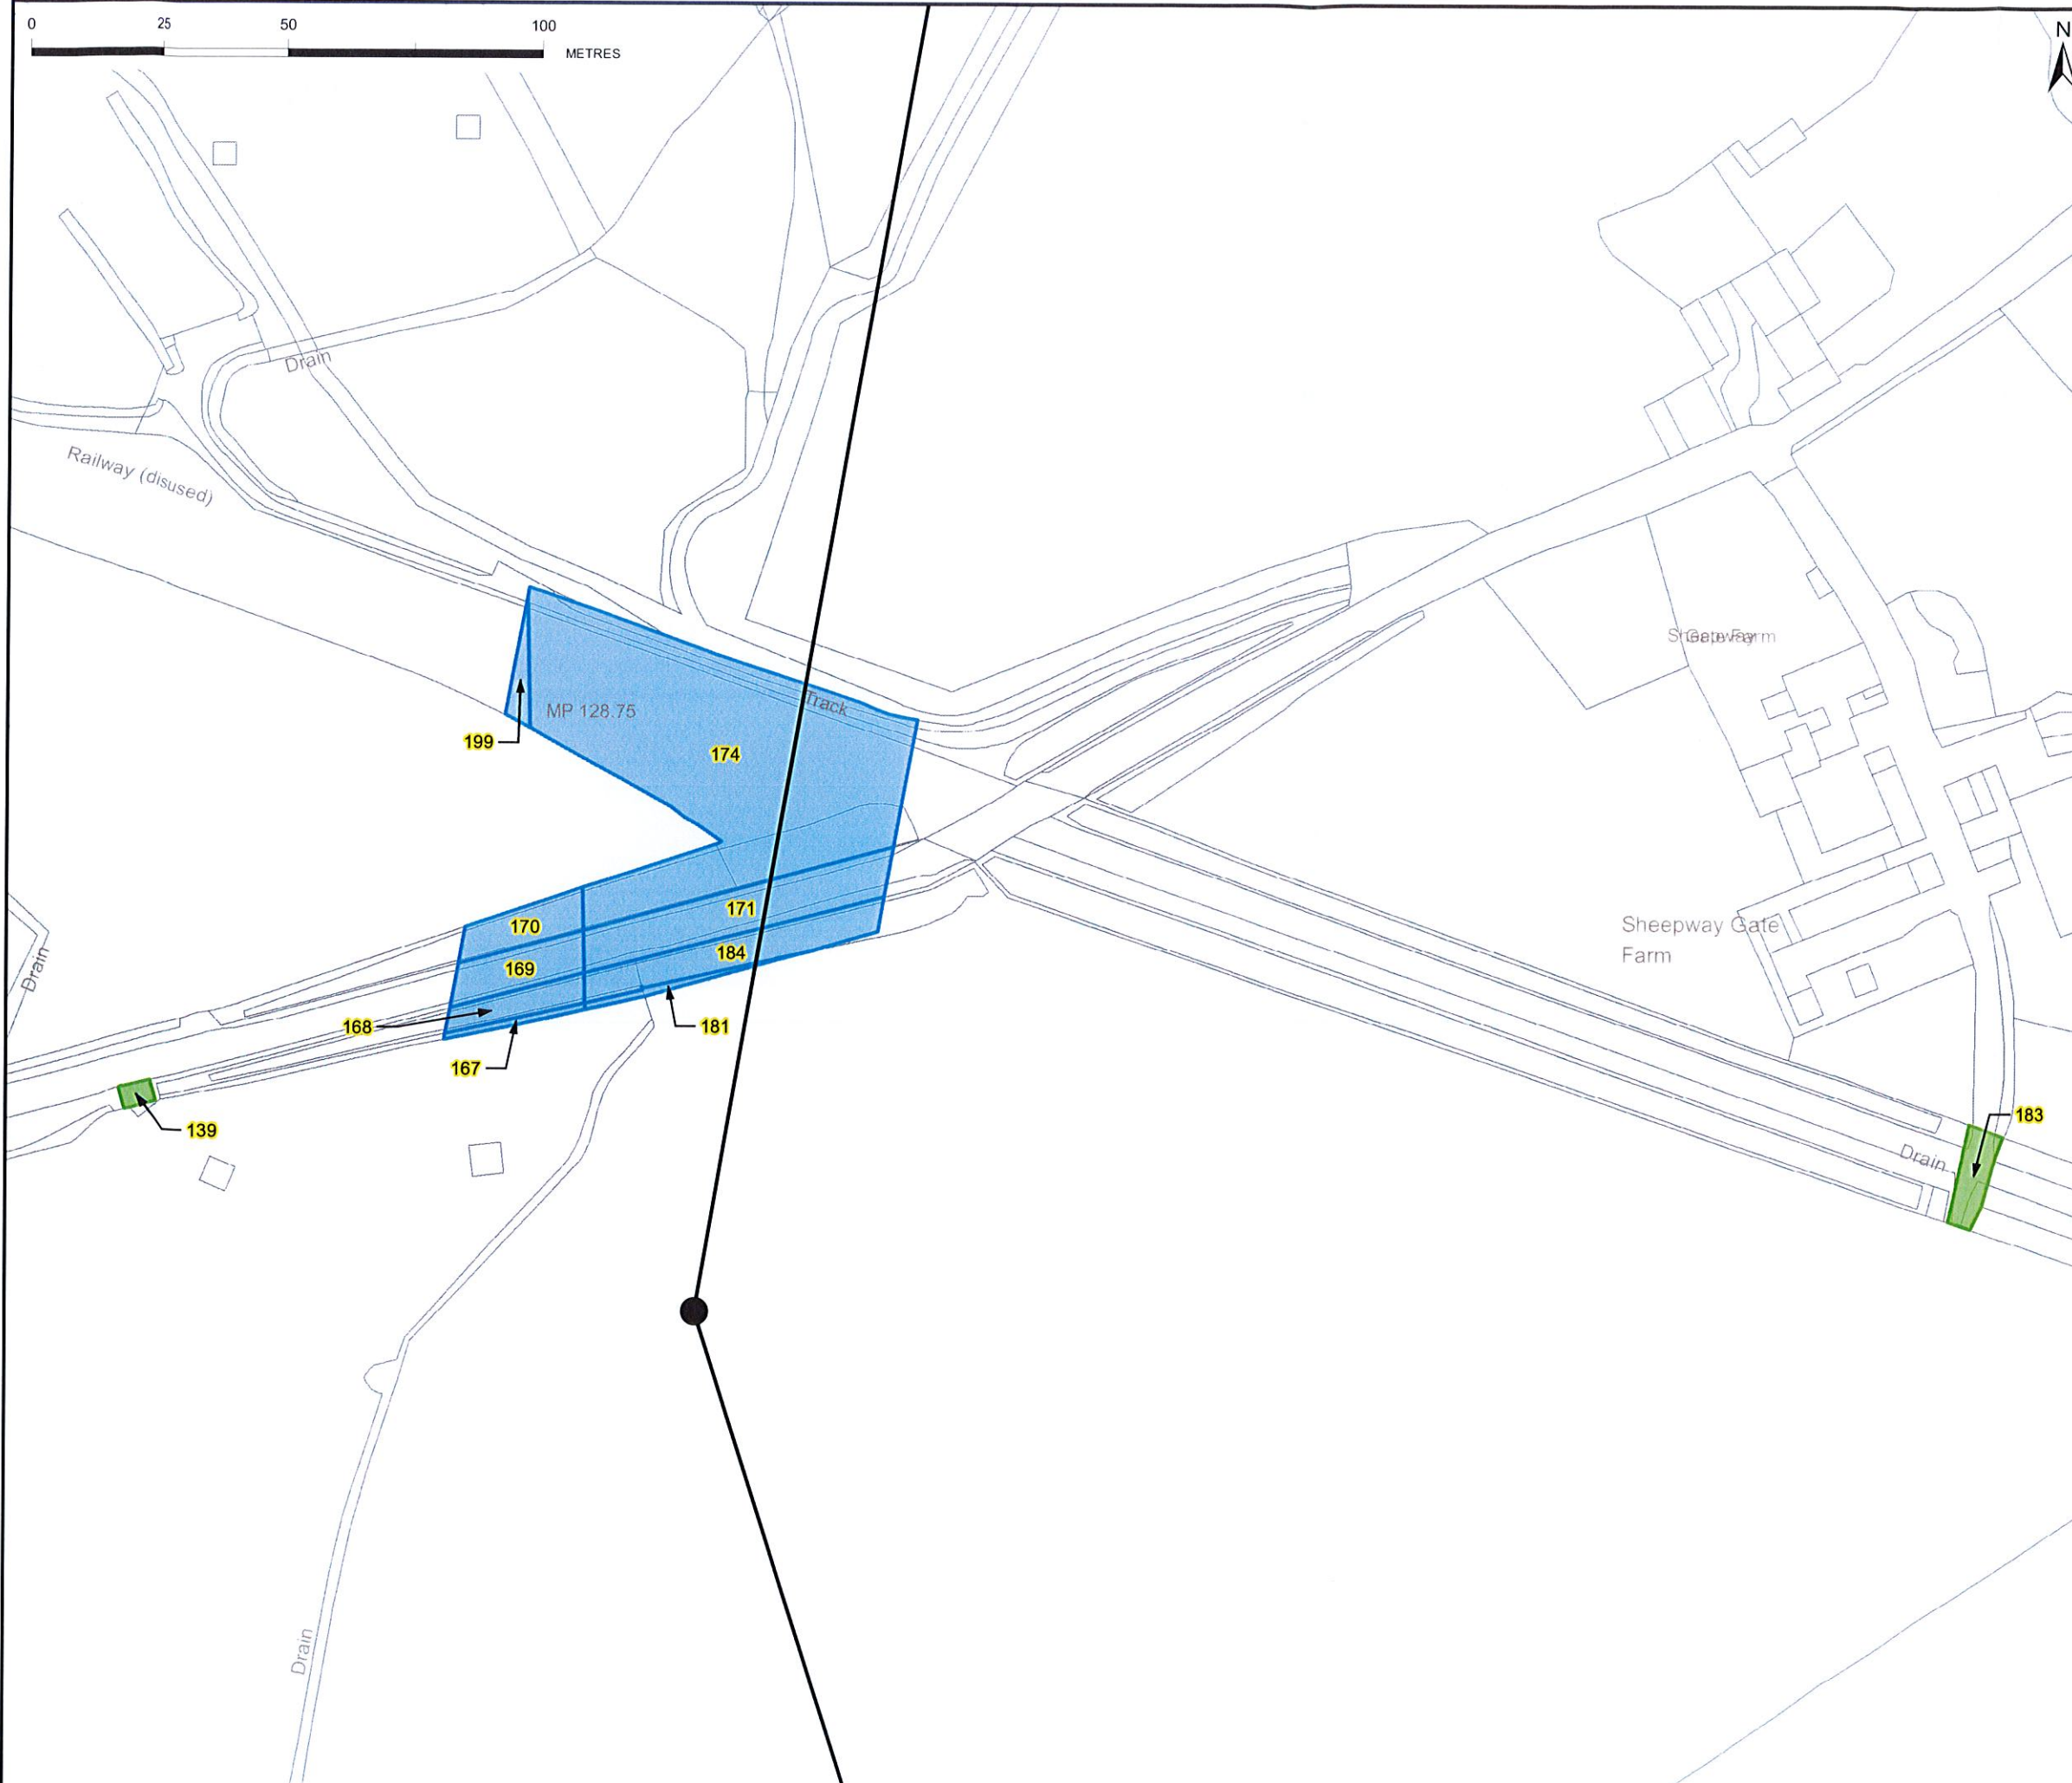 0 25 50 100
METRES
N
Drain
Railway (disused)
MP 128.75
Track
199
174
Sheepway Gate
Farm
170
171
169
184
Drain
168
181
167
139
183
Drain
Drain